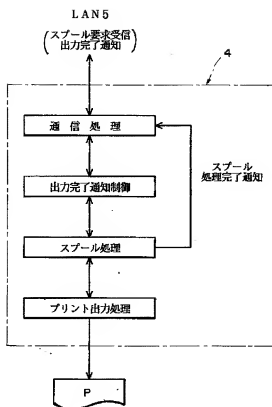 LAN5
(スプール要求受信
出力完了通知)
4
通信処理
スプール
処理完了通知
出力完了通知制御
スプール処理
プリント出力処理
P